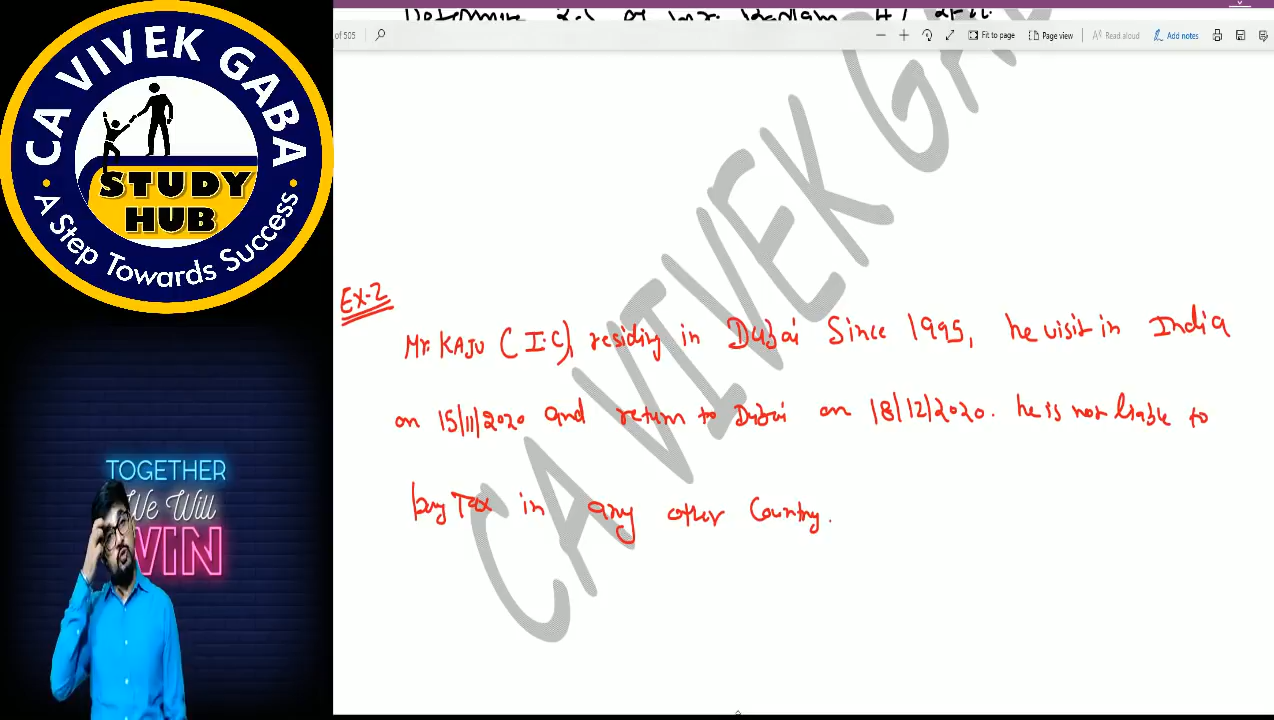 CA VIVEK GABA
STUDY
HUB
A Step Towards Success
TOGETHER
We Will
WIN
of 505
Fit to page
Page view
Read aloud
Add notes
CA VIVEK GA
Determine R.S of Mr.
Ex-2
Mr. KAJU (I.C), residing in Dubai Since 1995, he visit in India
on 15/11/2020 and return to Dubai on 18/12/2020. he is not liable to
pay Tax in any other Country.